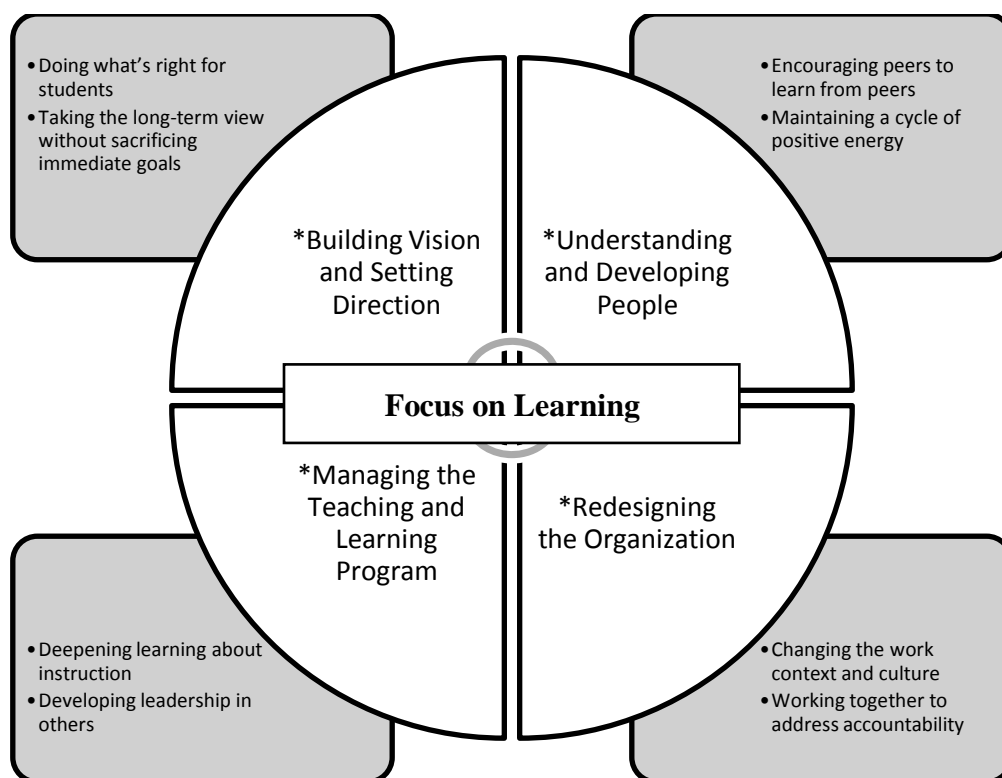 •Doing what's right for
students
•Taking the long-term view
without sacrificing
immediate goals
•Encouraging peers to
learn from peers
•Maintaining a cycle of
positive energy
*Building Vision
and Setting
Direction
*Understanding
and Developing
People
Focus on Learning
*Managing the
Teaching and
Learning
Program
*Redesigning
the Organization
•Deepening learning about
instruction
•Developing leadership in
others
•Changing the work
context and culture
•Working together to
address accountability